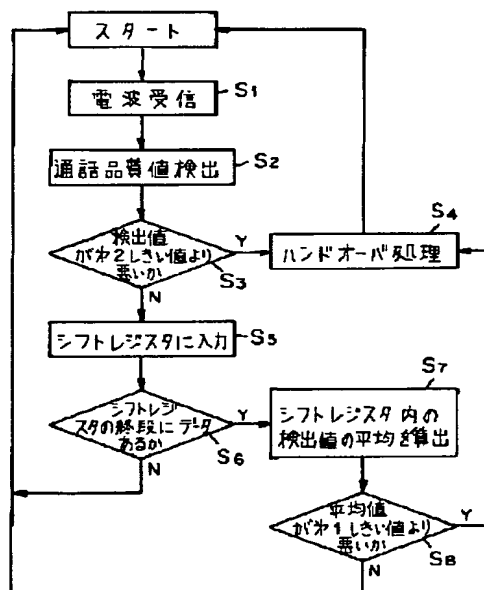 スタート
電波受信
S1
通話品質値検出
S2
検出値
がオ2しきい値より
悪いか
Y
S3
N
S4
ハンドオーバ処理
シフトレジスタに入力
S5
シフトレジ
スタの終段にデータ
あるか
Y
S6
N
S7
シフトレジスタ内の
検出値の平均を算出
平均値
がオ1しきい値より
悪いか
Y
S8
N